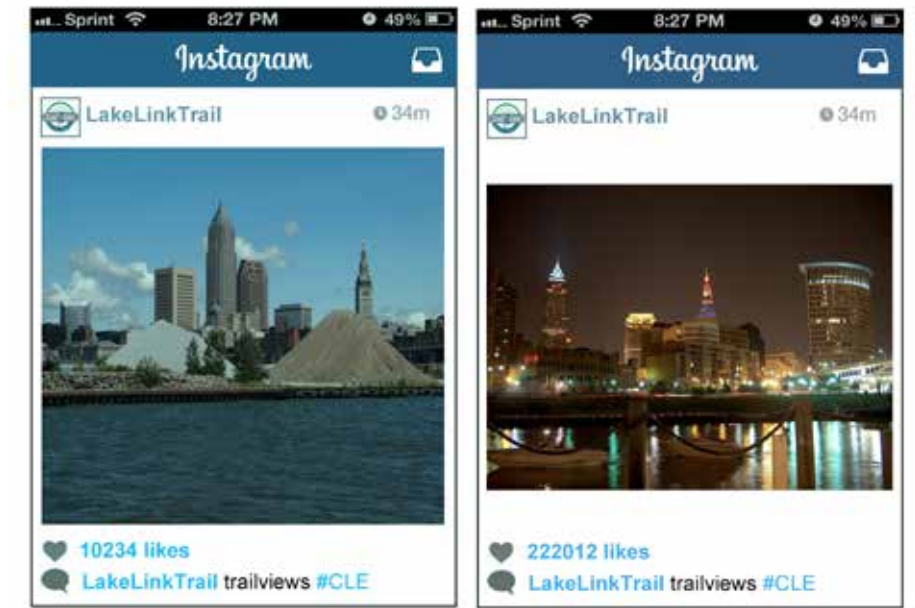 Sprint 8:27 PM 49%
Instagram
LakeLinkTrail 34m
10234 likes
LakeLinkTrail trailviews #CLE
Sprint 8:27 PM 49%
Instagram
LakeLinkTrail 34m
222012 likes
LakeLinkTrail trailviews #CLE